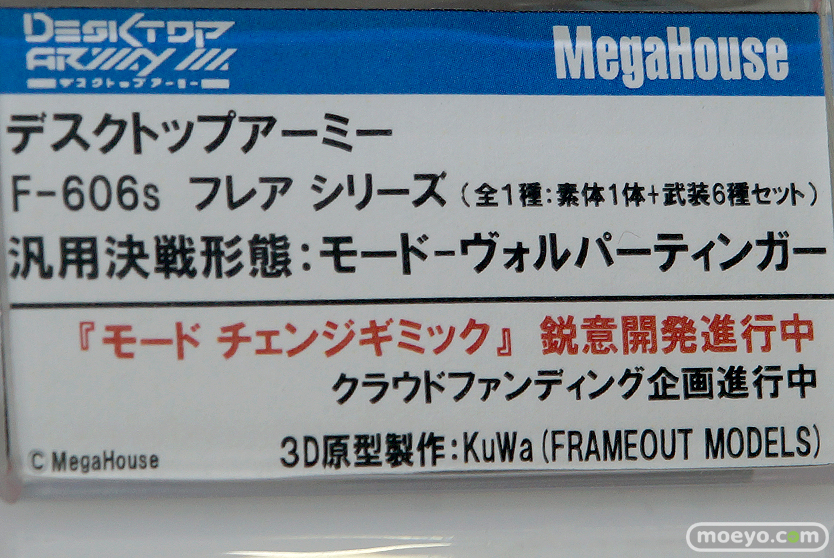 DESKTOP
ARMY
デスクトップアーミー
MegaHouse
デスクトップアーミー
F-606s フレア シリーズ (全1種:素体1体+武装6種セット)
汎用決戦形態:モード-ヴォルパーティンガー
『モード チェンジギミック』 鋭意開発進行中
クラウドファンディング企画進行中
© MegaHouse
3D原型製作:KuWa(FRAMEOUT MODELS)
moeyo.com